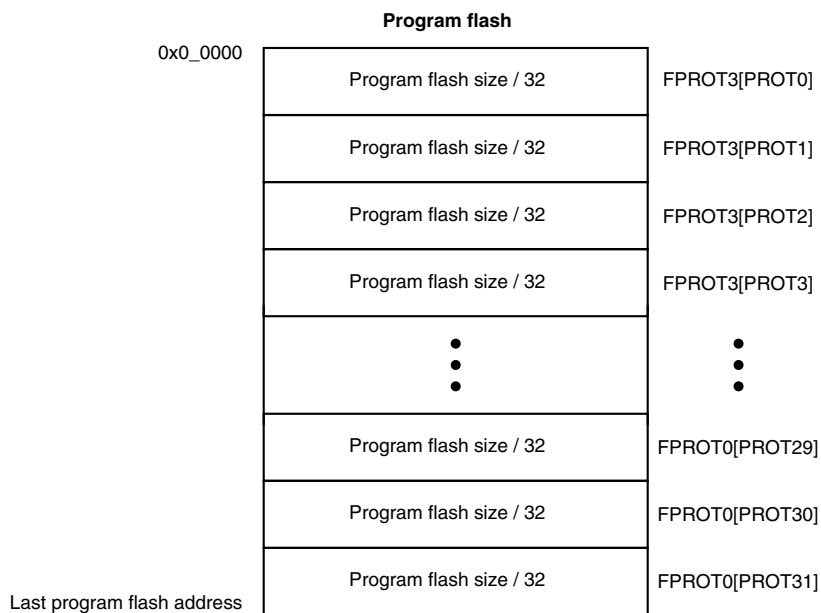 Program flash
0x0_0000
Program flash size / 32 FPROT3[PROT0]
Program flash size / 32 FPROT3[PROT1]
Program flash size / 32 FPROT3[PROT2]
Program flash size / 32 FPROT3[PROT3]
Program flash size / 32 FPROT0[PROT29]
Program flash size / 32 FPROT0[PROT30]
Program flash size / 32 FPROT0[PROT31]
Last program flash address